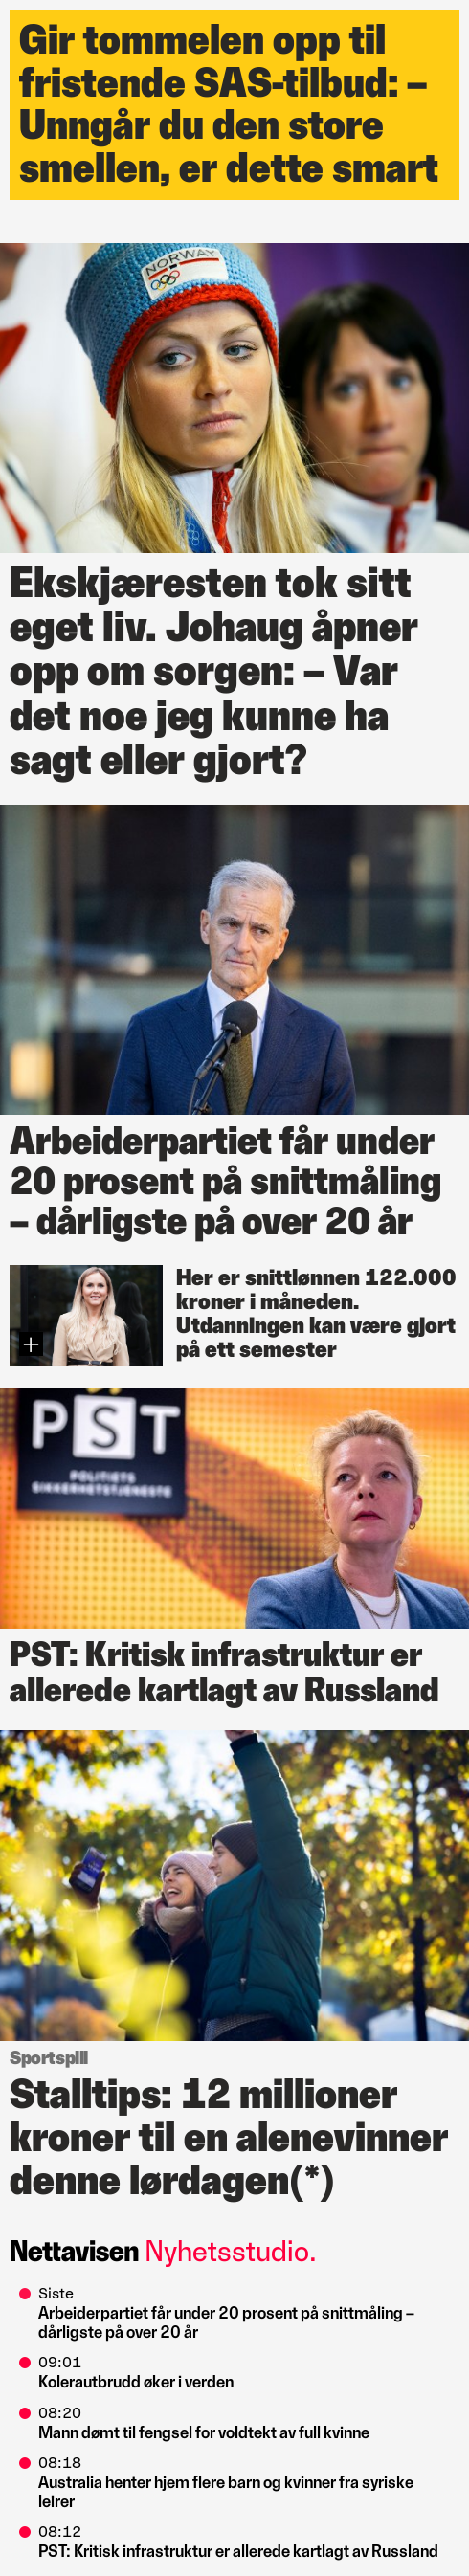 Gir tommelen opp til
fristende SAS-tilbud: –
Unngår du den store
smellen, er dette smart
NORWAY
Ekskjæresten tok sitt
eget liv. Johaug åpner
opp om sorgen: – Var
det noe jeg kunne ha
sagt eller gjort?
Arbeiderpartiet får under
20 prosent på snittmåling
– dårligste på over 20 år
Her er snittlønnen 122.000
kroner i måneden.
Utdanningen kan være gjort
på ett semester
PST
POLITIETS
SIKKERHETSTJENESTE
PST: Kritisk infrastruktur er
allerede kartlagt av Russland
Sportspill
Stalltips: 12 millioner
kroner til en alenevinner
denne lørdagen(*)
Nettavisen Nyhetsstudio.
Siste
Arbeiderpartiet får under 20 prosent på snittmåling –
dårligste på over 20 år
09:01
Kolerautbrudd øker i verden
08:20
Mann dømt til fengsel for voldtekt av full kvinne
08:18
Australia henter hjem flere barn og kvinner fra syriske
leirer
08:12
PST: Kritisk infrastruktur er allerede kartlagt av Russland